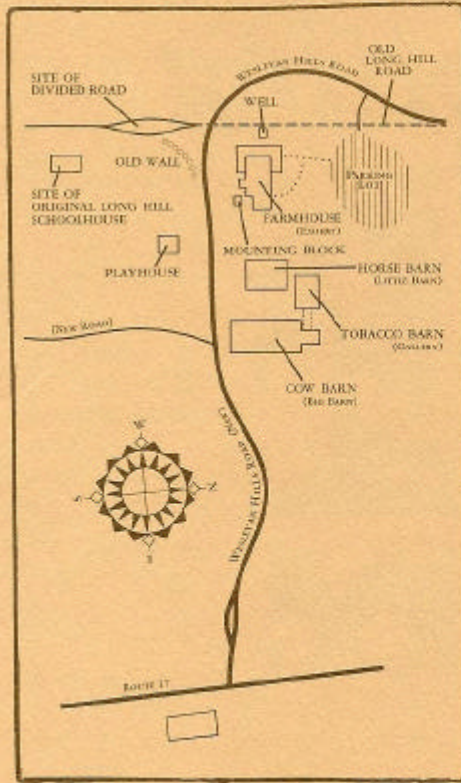 WESLEYAN HILLS ROAD
OLD
LONG HILL
ROAD
SITE OF
DIVIDED ROAD
WELL
OLD WALL
PARKING
LOT
SITE OF
ORIGINAL LONG HILL
SCHOOLHOUSE
FARMHOUSE
MOUNTING BLOCK
PLAYHOUSE
HORSE BARN
(LITTLE BARN)
(NEW ROAD)
TOBACCO BARN
(GALLERY)
COW BARN
(BIG BARN)
WESLEYAN HILLS ROAD (NEW)
W
N
S
E
ROUTE 17